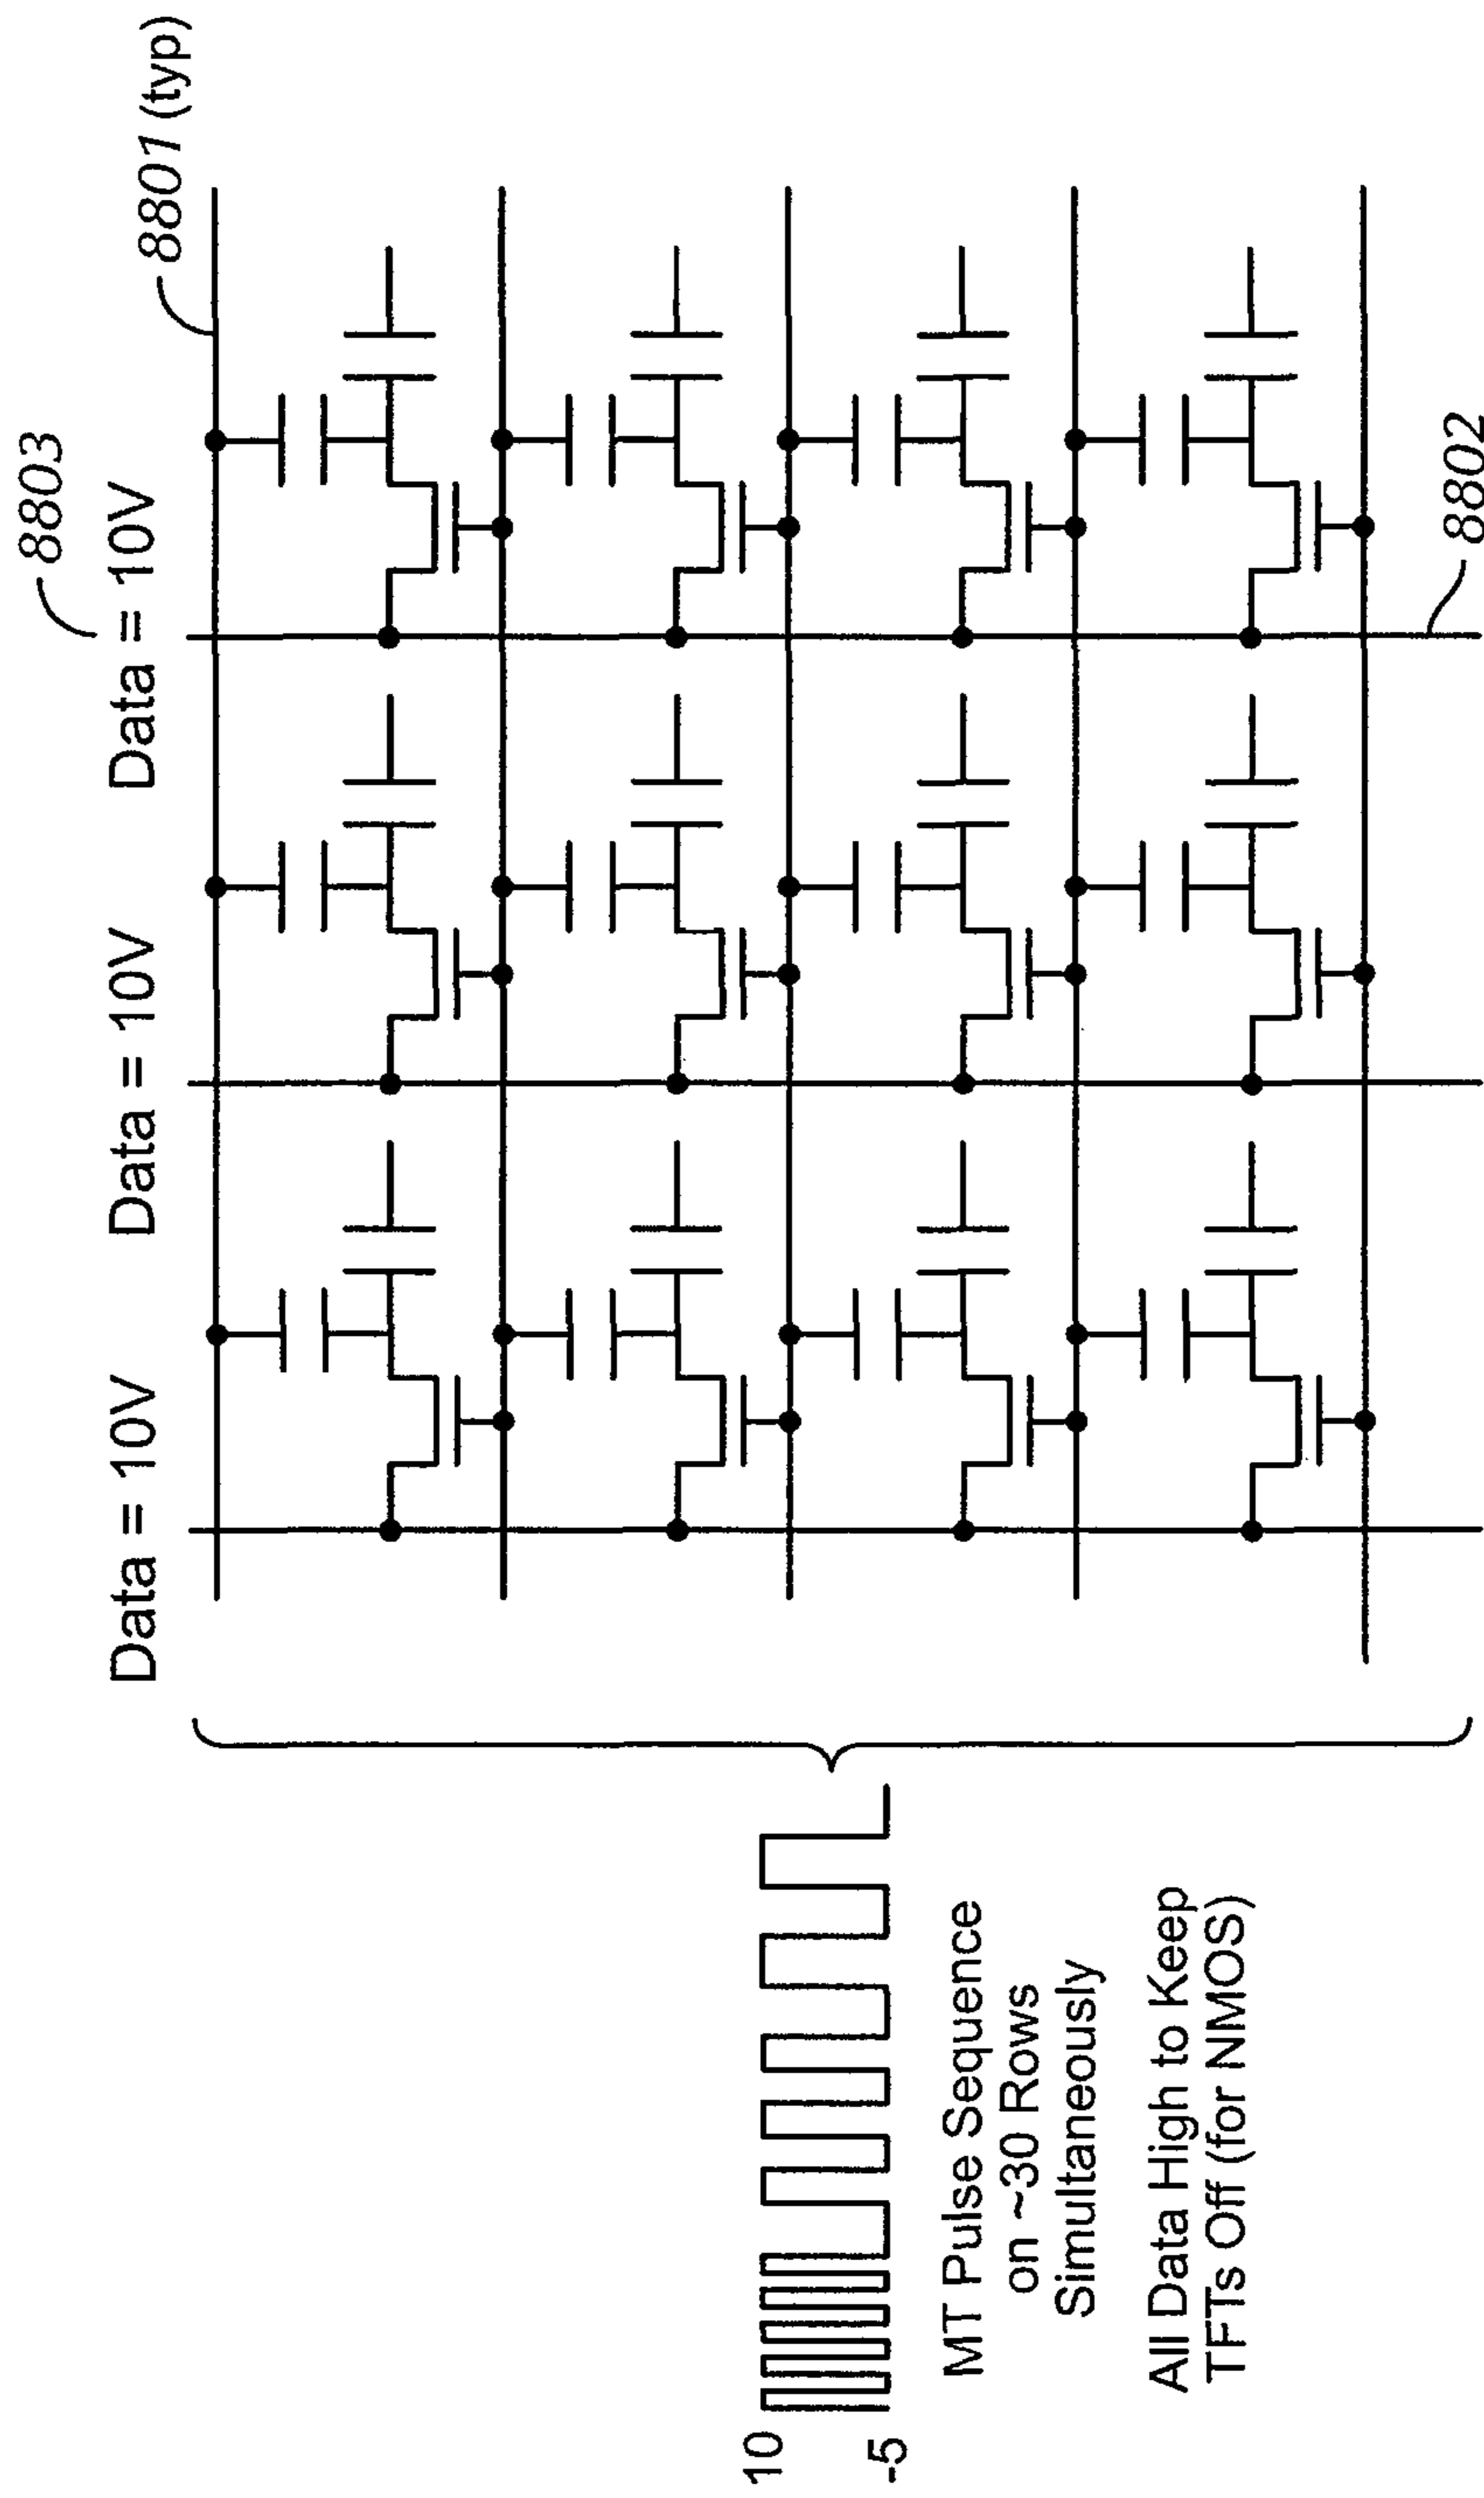 8803
8801 (typ)
Data = 10V
Data = 10V
Data = 10V
8802
10
-5
MT Pulse Sequence
on ~30 Rows
Simultaneously
All Data High to Keep
TFTs Off (for NMOS)